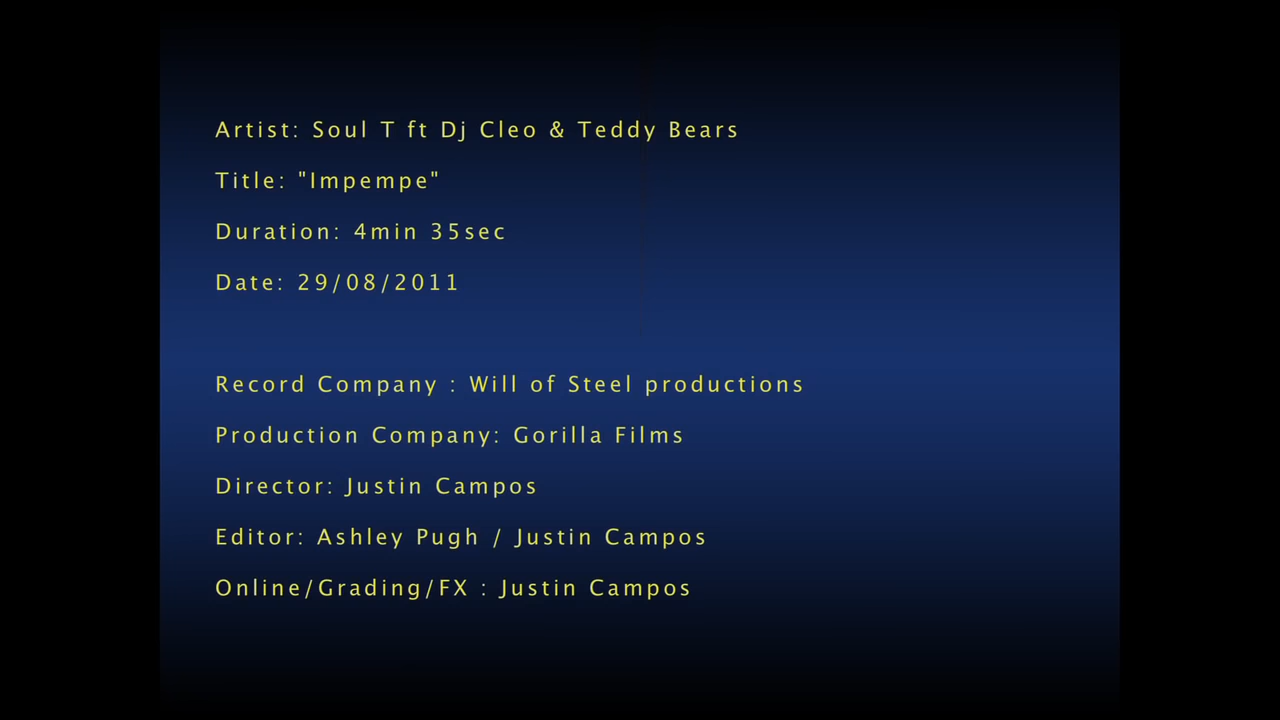 Artist: Soul T ft Dj Cleo & Teddy Bears
Title: "Impempe"
Duration: 4min 35sec
Date: 29/08/2011
Record Company : Will of Steel productions
Production Company: Gorilla Films
Director: Justin Campos
Editor: Ashley Pugh / Justin Campos
Online/Grading/FX : Justin Campos